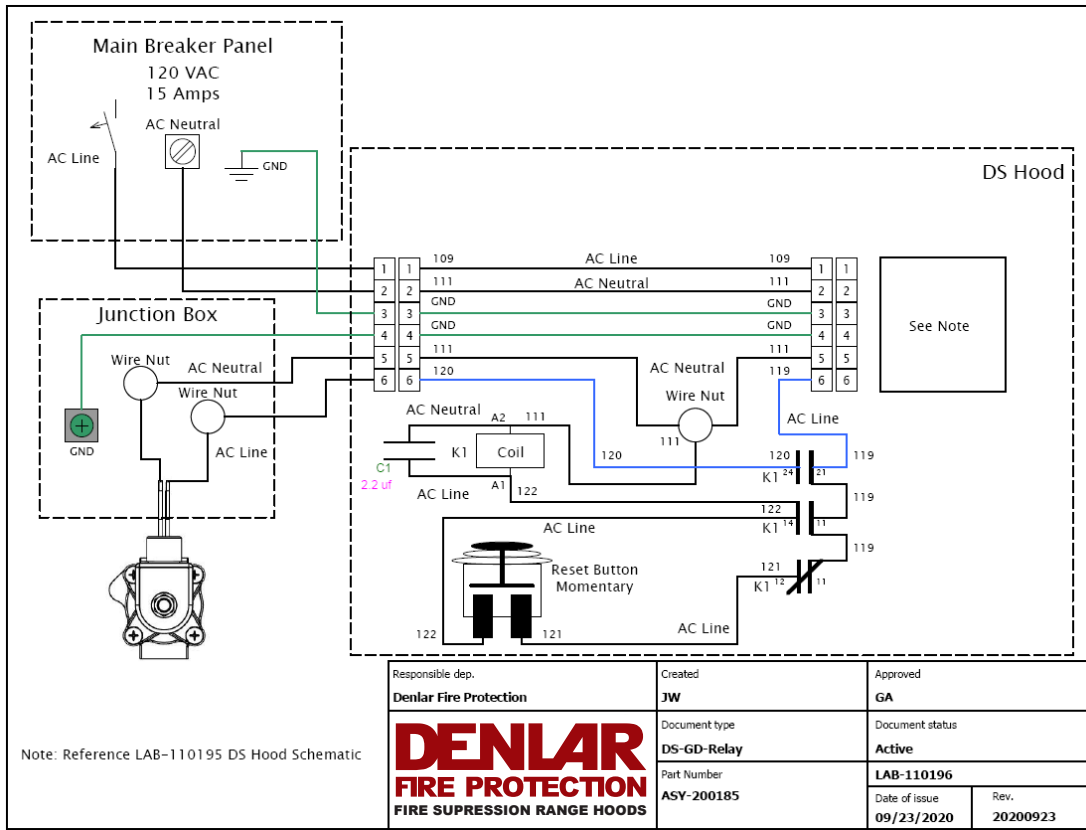 Main Breaker Panel
120 VAC
15 Amps
AC Neutral
AC Line
GND
DS Hood
109 AC Line 109
1 1 1 1
111 AC Neutral 111
2 2 2 2
GND GND
3 3 3 3
GND GND
4 4 4 4
111 111
5 5 5 5
120 119
6 6 6 6
See Note
Junction Box
Wire Nut
AC Neutral
Wire Nut
AC Line
GND
AC Neutral
Wire Nut
111
AC Line
AC Neutral A2 111
K1 Coil
C1
2.2 uf
A1 122
AC Line
120
120 119
K1 24 21
119
122
K1 14 11
AC Line
119
121
K1 12 11
Reset Button
Momentary
122 121
AC Line
Note: Reference LAB-110195 DS Hood Schematic
Responsible dep.
Denlar Fire Protection
Created
JW
Approved
GA
DENLAR
FIRE PROTECTION
FIRE SUPRESSION RANGE HOODS
Document type
DS-GD-Relay
Document status
Active
Part Number
ASY-200185
LAB-110196
Date of issue
09/23/2020
Rev.
20200923